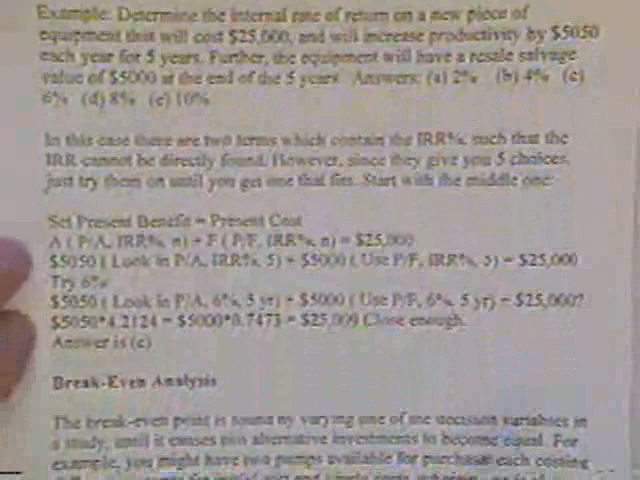 Example: Determine the internal rate of return on a new piece of
equipment that will cost $25,000, and will increase productivity by $5050
each year for 5 years. Further, the equipment will have a resale salvage
value of $5000 at the end of the 5 years. Answers: (a) 2% (b) 4% (c)
6% (d) 8% (e) 10%
In this case there are two terms which contain the IRR%, such that the
IRR cannot be directly found. However, since they give you 5 choices,
just try them on until you get one that fits. Start with the middle one:
Set Present Benefit = Present Cost
A ( P/A, IRR%, n) + F ( P/F, IRR%, n) = $25,000
$5050 ( Look in P/A, IRR%, 5) + $5000 ( Use P/F, IRR%, 5) = $25,000
Try 6%
$5050 ( Look in P/A, 6%, 5 yr) + $5000 ( Use P/F, 6%, 5 yr) = $25,000?
$5050*4.2124 + $5000*0.7473 = $25,009 Close enough.
Answer is (c)
Break-Even Analysis
The break-even point is found by varying one of the decision variables in
a study, until it causes two alternative investments to become equal. For
example, you might have two pumps available for purchase each costing